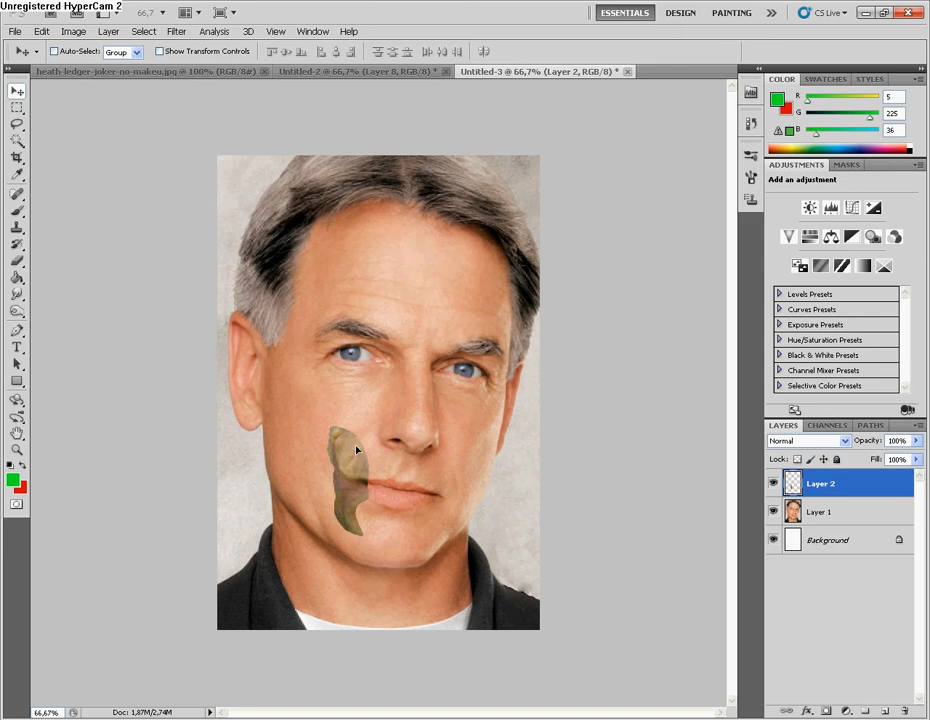 Unregistered HyperCam 2
66,7
ESSENTIALS DESIGN PAINTING CS Live
File Edit Image Layer Select Filter Analysis 3D View Window Help
Auto-Select: Group Show Transform Controls
heath-ledger-joker-no-makeu.jpg @ 100% (RGB/8#) Untitled-2 @ 66,7% (Layer 8, RGB/8) * Untitled-3 @ 66,7% (Layer 2, RGB/8) *
COLOR SWATCHES STYLES
R 5
G 225
B 36
ADJUSTMENTS MASKS
Add an adjustment
Levels Presets
Curves Presets
Exposure Presets
Hue/Saturation Presets
Black & White Presets
Channel Mixer Presets
Selective Color Presets
LAYERS CHANNELS PATHS
Normal Opacity: 100%
Lock: Fill: 100%
Layer 2
Layer 1
Background
66,67% Doc: 1,87M/2,74M